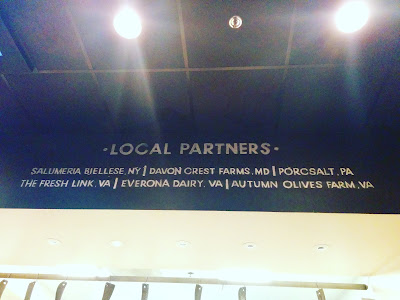 -LOCAL PARTNERS-
SALUMERIA BJELLESE, NY | DAVON CREST FARMS, MD | PORCSALT, PA
THE FRESH LINK, VA | EVERONA DAIRY, VA | AUTUMN OLIVES FARM, VA